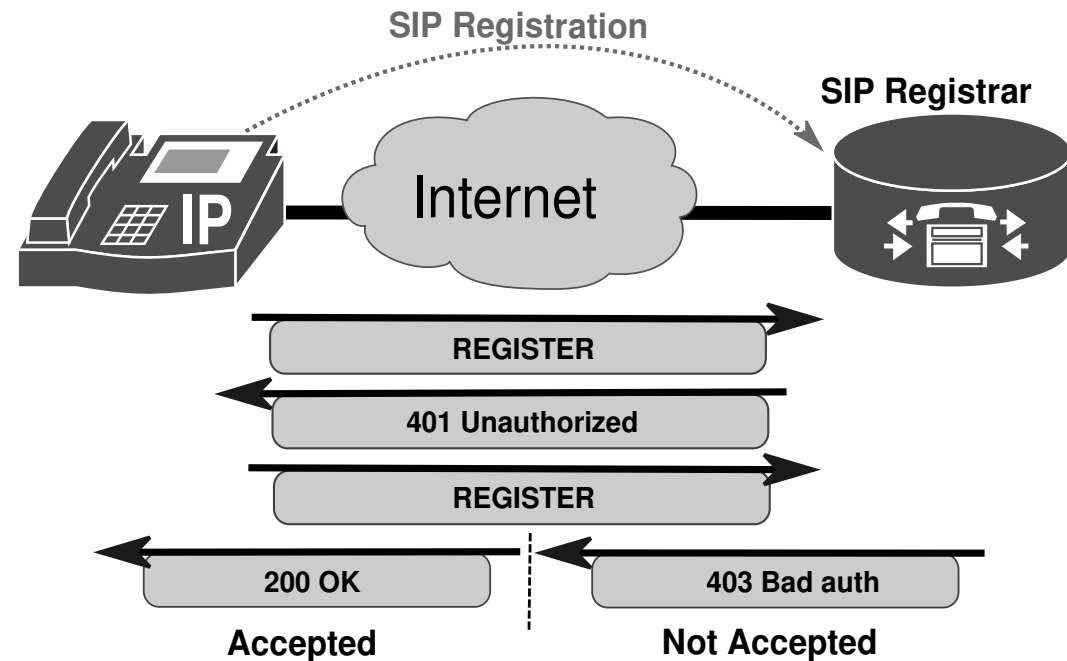 SIP Registration
SIP Registrar
IP
Internet
REGISTER
401 Unauthorized
REGISTER
200 OK
403 Bad auth
Accepted
Not Accepted